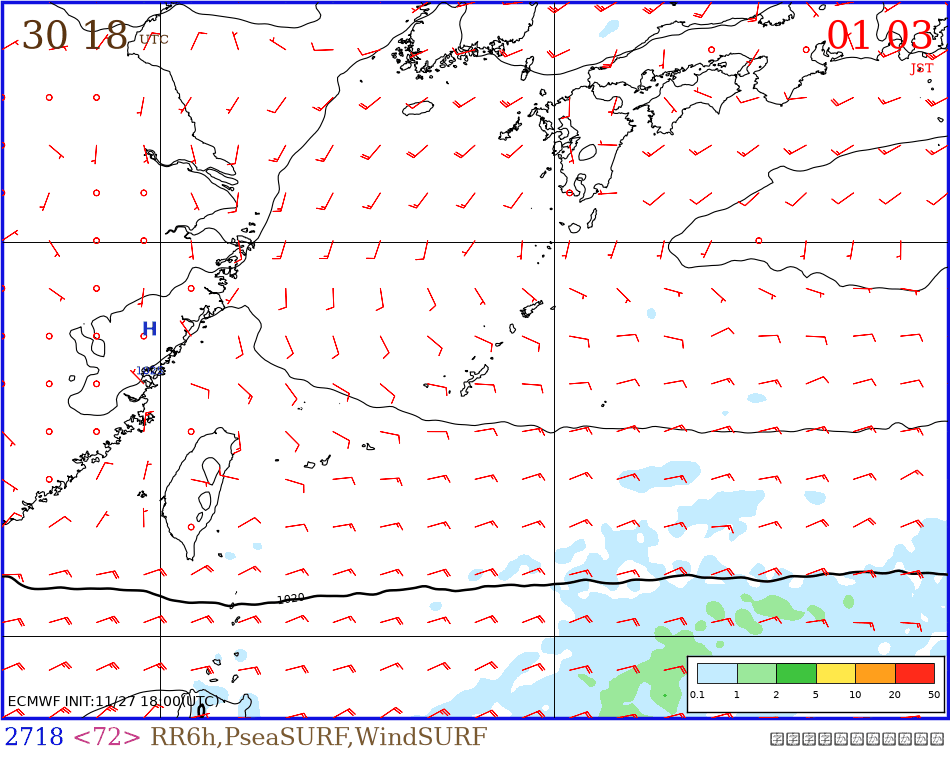 30 18 UTC
01 03
JST
H
1020
ECMWF INIT:11/27 18:00(UTC)
0.1 1 2 5 10 20 50
2718 <72> RR6h,PseaSURF,WindSURF